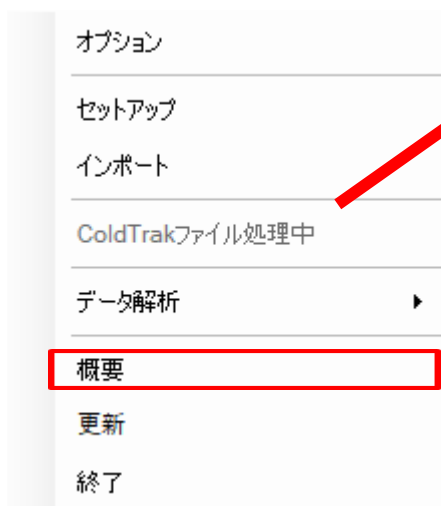 オプション
セットアップ
インポート
ColdTrakファイル処理中
データ解析
概要
更新
終了